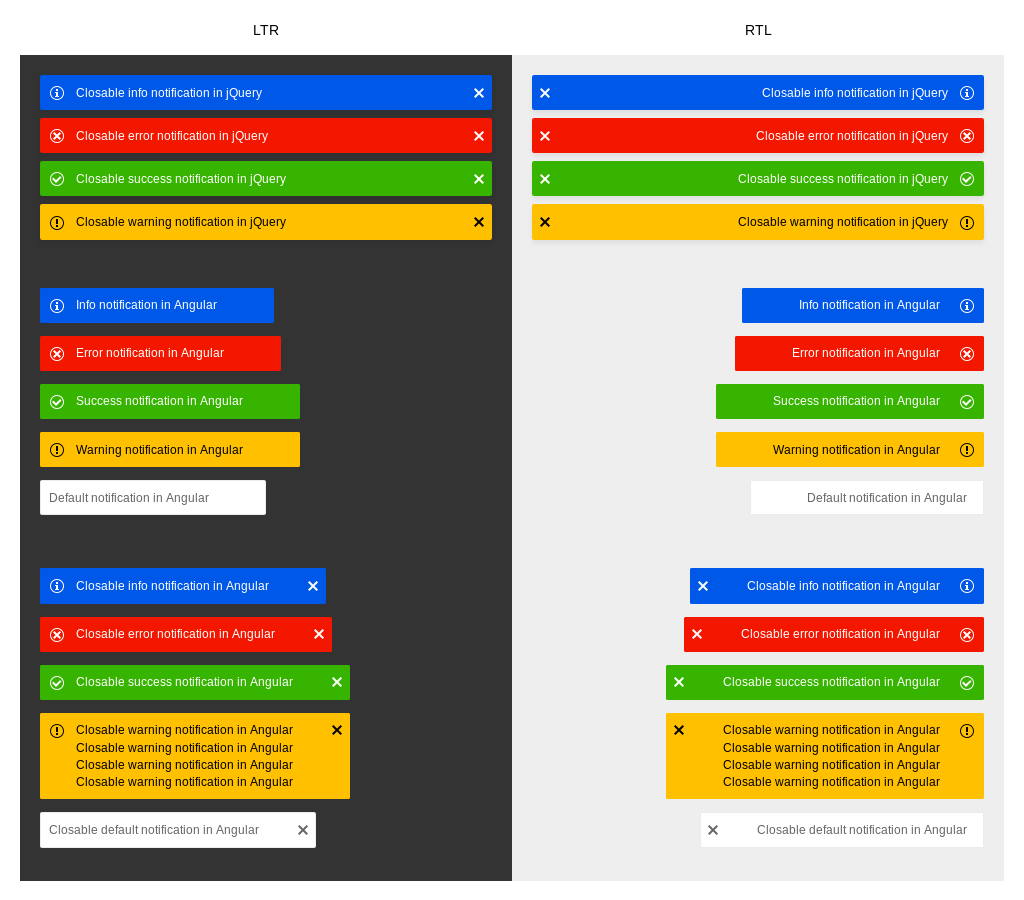 LTR
Closable info notification in jQuery
Closable error notification in jQuery
Closable success notification in jQuery
Closable warning notification in jQuery
Info notification in Angular
Error notification in Angular
Success notification in Angular
Warning notification in Angular
Default notification in Angular
Closable info notification in Angular
Closable error notification in Angular
Closable success notification in Angular
Closable warning notification in Angular
Closable warning notification in Angular
Closable warning notification in Angular
Closable warning notification in Angular
Closable default notification in Angular
RTL
Closable info notification in jQuery
Closable error notification in jQuery
Closable success notification in jQuery
Closable warning notification in jQuery
Info notification in Angular
Error notification in Angular
Success notification in Angular
Warning notification in Angular
Default notification in Angular
Closable info notification in Angular
Closable error notification in Angular
Closable success notification in Angular
Closable warning notification in Angular
Closable warning notification in Angular
Closable warning notification in Angular
Closable warning notification in Angular
Closable default notification in Angular